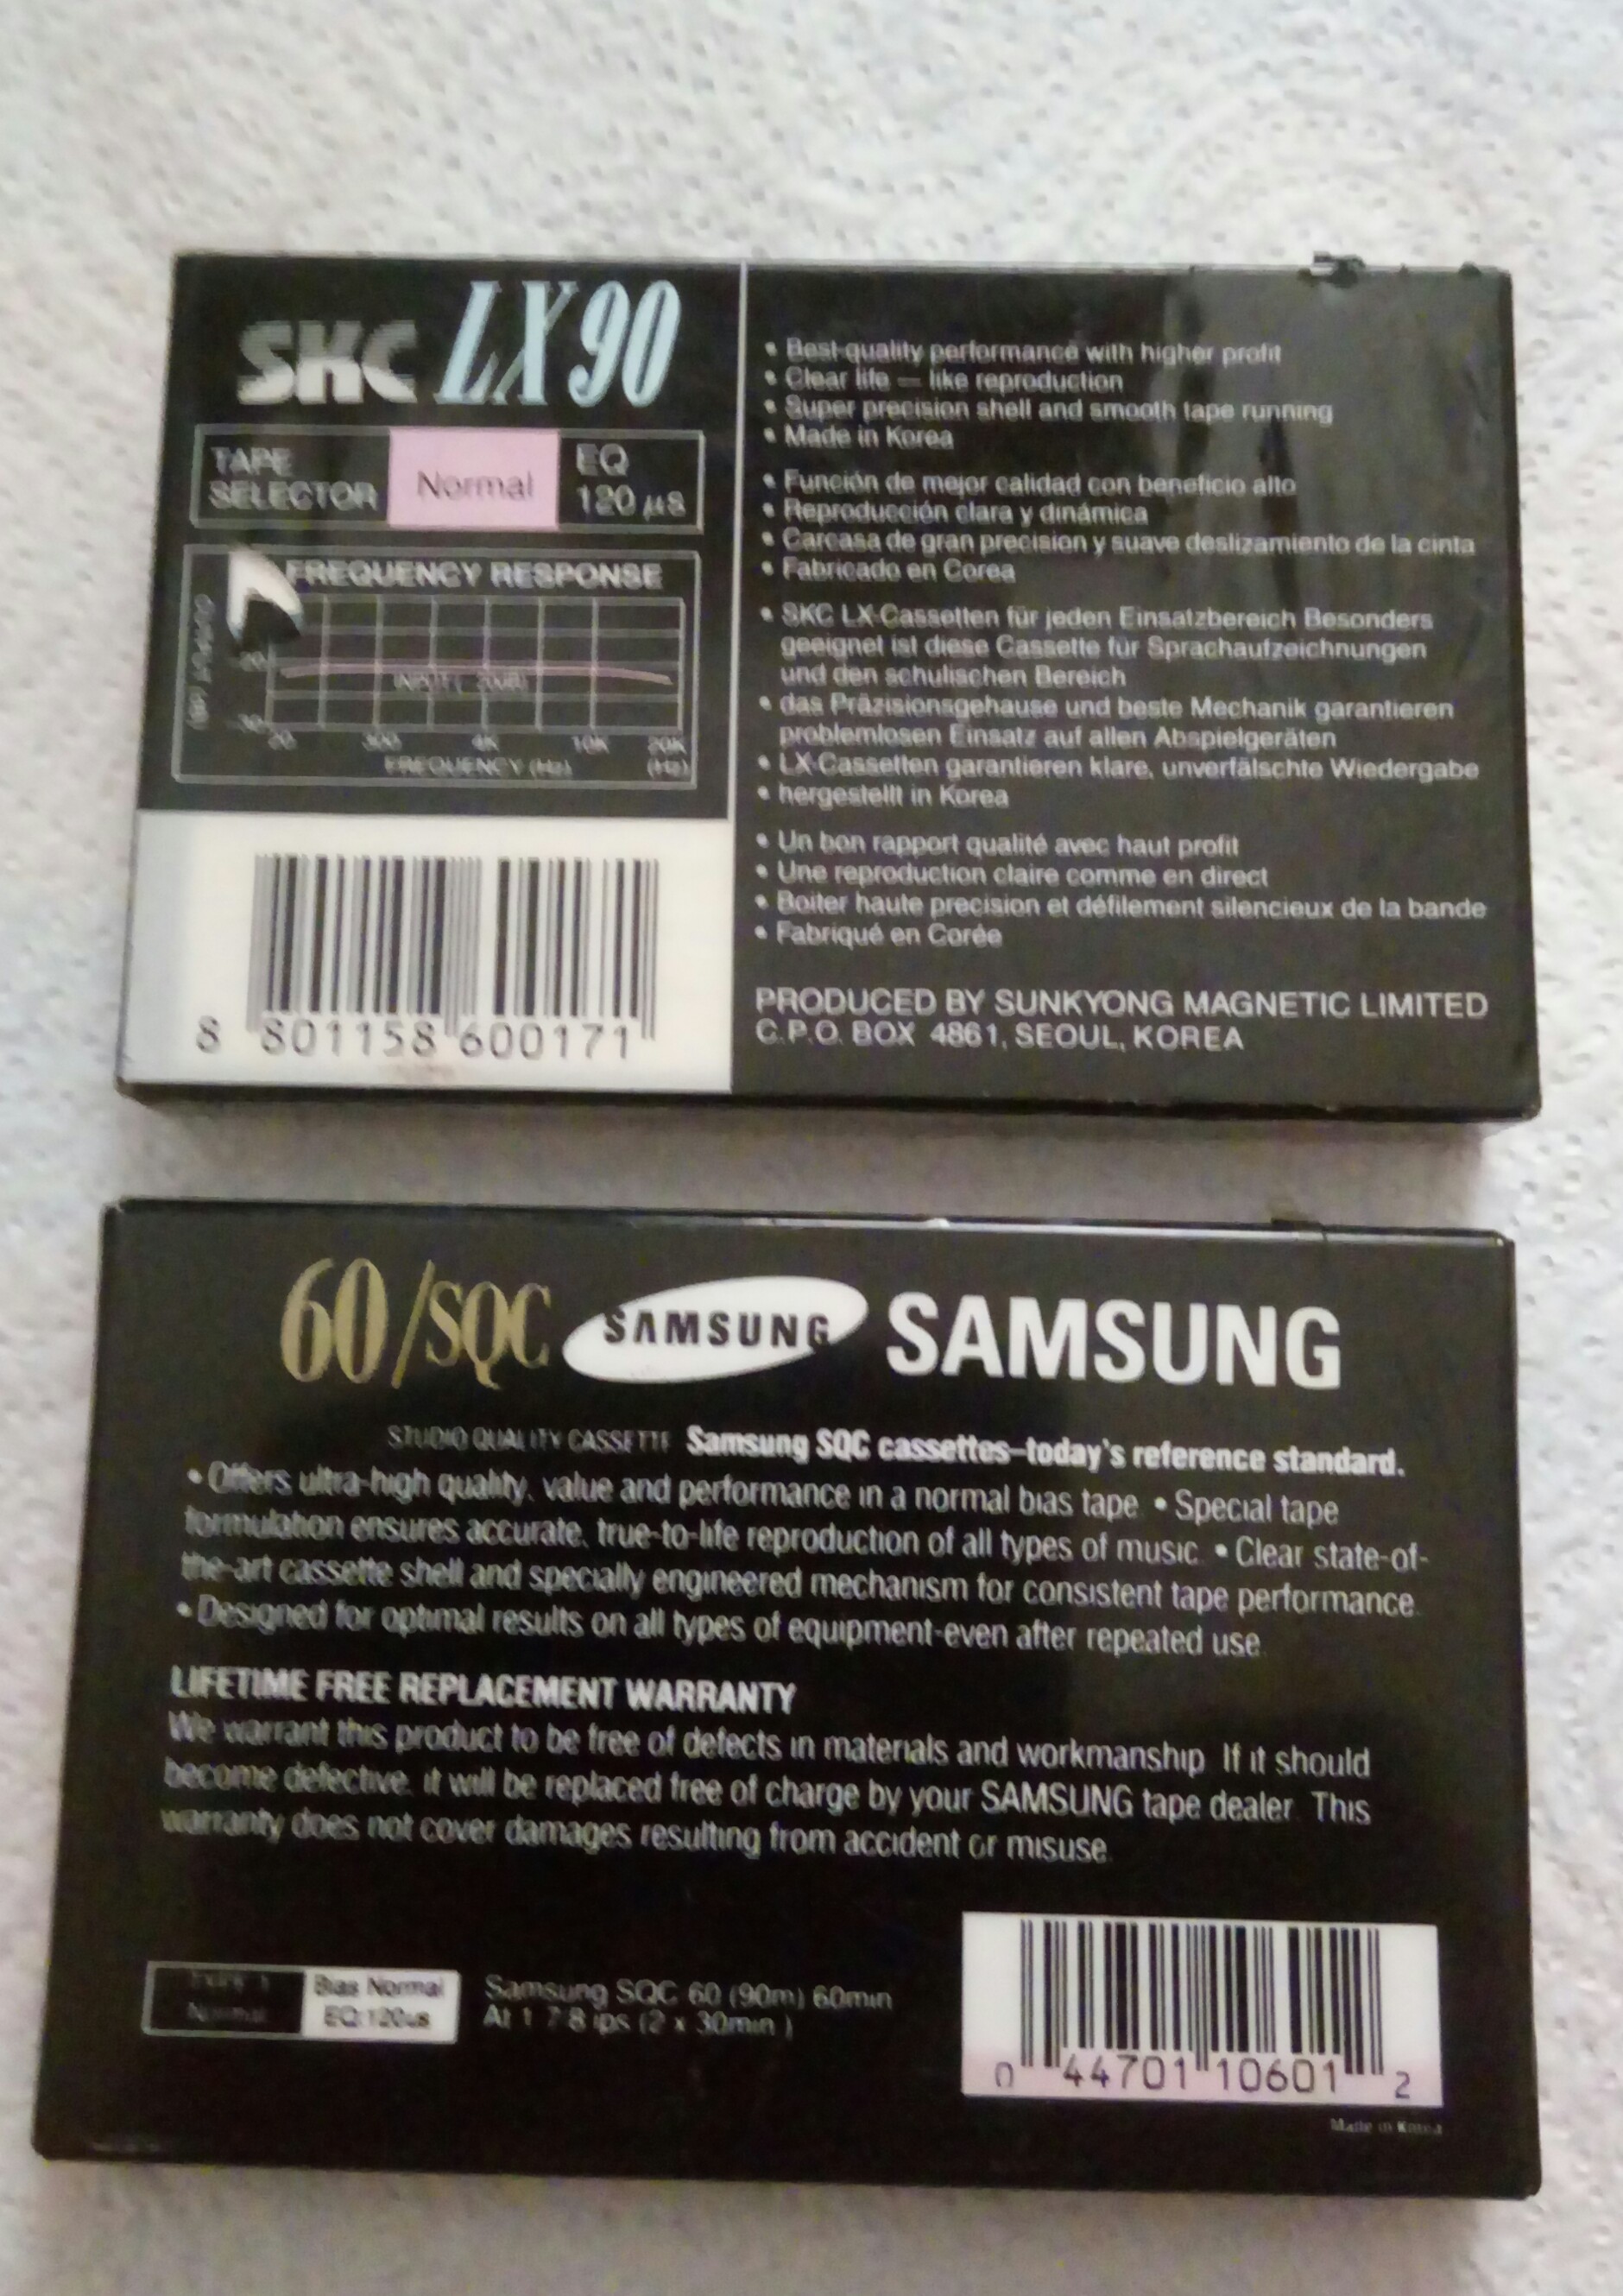 SKC LX 90
TAPE SELECTOR
Normal
EQ 120 µs
FREQUENCY RESPONSE
OUTPUT (dB)
INPUT (-20dB)
20 300 4K 10K 20K
FREQUENCY (Hz) (Hz)
8 801158 600171
• Best-quality performance with higher profit
• Clear life — like reproduction
• Super precision shell and smooth tape running
• Made in Korea
• Función de mejor calidad con beneficio alto
• Reproducción clara y dinámica
• Carcasa de gran precision y suave deslizamiento de la cinta
• Fabricado en Corea
• SKC LX-Cassetten für jeden Einsatzbereich Besonders
geeignet ist diese Cassette für Sprachaufzeichnungen
und den schulischen Bereich
• das Präzisionsgehause und beste Mechanik garantieren
problemlosen Einsatz auf allen Abspielgeräten
• LX-Cassetten garantieren klare, unverfälschte Wiedergabe
• hergestellt in Korea
• Un bon rapport qualité avec haut profit
• Une reproduction claire comme en direct
• Boiter haute precision et défilement silencieux de la bande
• Fabriqué en Corée
PRODUCED BY SUNKYONG MAGNETIC LIMITED
C.P.O. BOX 4861, SEOUL, KOREA
60/SQC SAMSUNG SAMSUNG
STUDIO QUALITY CASSETTE Samsung SQC cassettes–today's reference standard.
• Offers ultra-high quality, value and performance in a normal bias tape. • Special tape
formulation ensures accurate, true-to-life reproduction of all types of music. • Clear state-of-
the-art cassette shell and specially engineered mechanism for consistent tape performance.
• Designed for optimal results on all types of equipment-even after repeated use.
LIFETIME FREE REPLACEMENT WARRANTY
We warrant this product to be free of defects in materials and workmanship. If it should
become defective, it will be replaced free of charge by your SAMSUNG tape dealer. This
warranty does not cover damages resulting from accident or misuse.
Normal
Bias Normal
EQ:120us
Samsung SQC 60 (90m) 60min
At 1 7/8 ips (2 x 30min)
0 44701 10601 2
Made in Korea